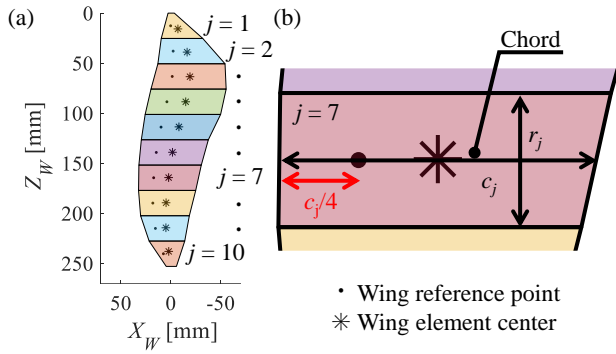 (a)
0
50
100
150
200
250
Z_W [mm]
50
0
-50
X_W [mm]
j = 1
j = 2
j = 7
j = 10
(b)
Chord
j = 7
r_j
c_j
c_j/4
Wing reference point
Wing element center